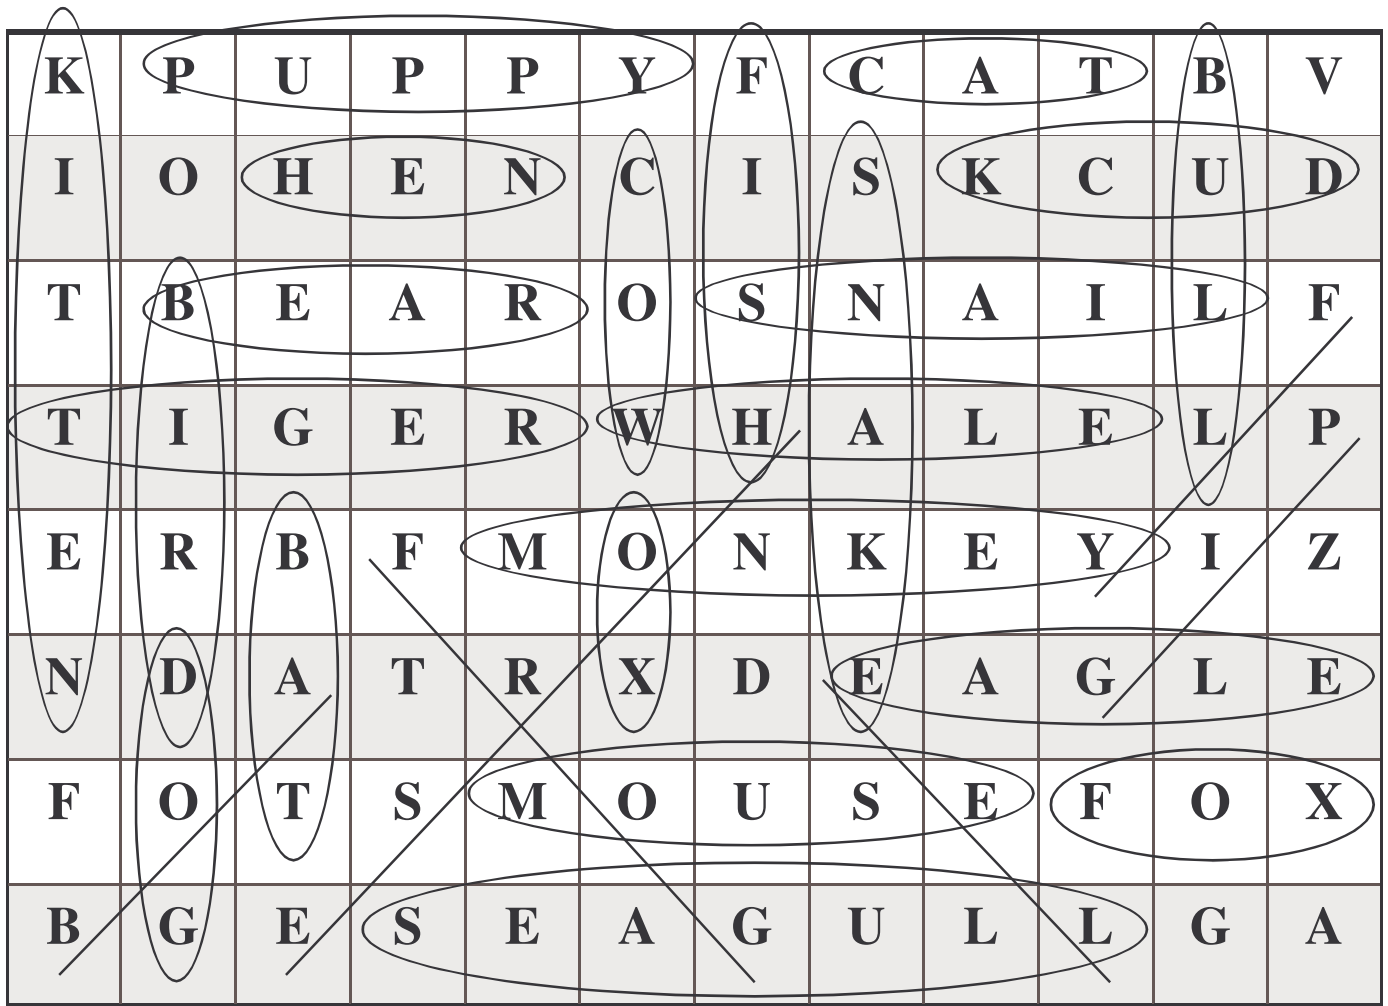 K P U P P Y F C A T B V
I O H E N C I S K C U D
T B E A R O S N A I L F
T I G E R W H A L E L P
E R B F M O N K E Y I Z
N D A T R X D E A G L E
F O T S M O U S E F O X
B G E S E A G U L L G A